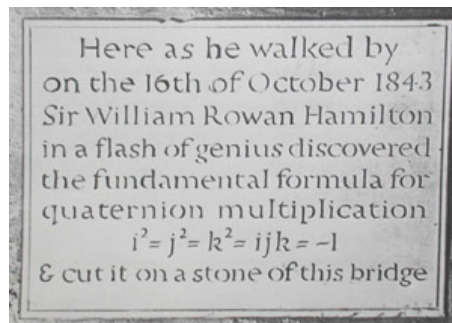 Here as he walked by
on the 16th of October 1843
Sir William Rowan Hamilton
in a flash of genius discovered
the fundamental formula for
quaternion multiplication
i² = j² = k² = ijk = −1
& cut it on a stone of this bridge